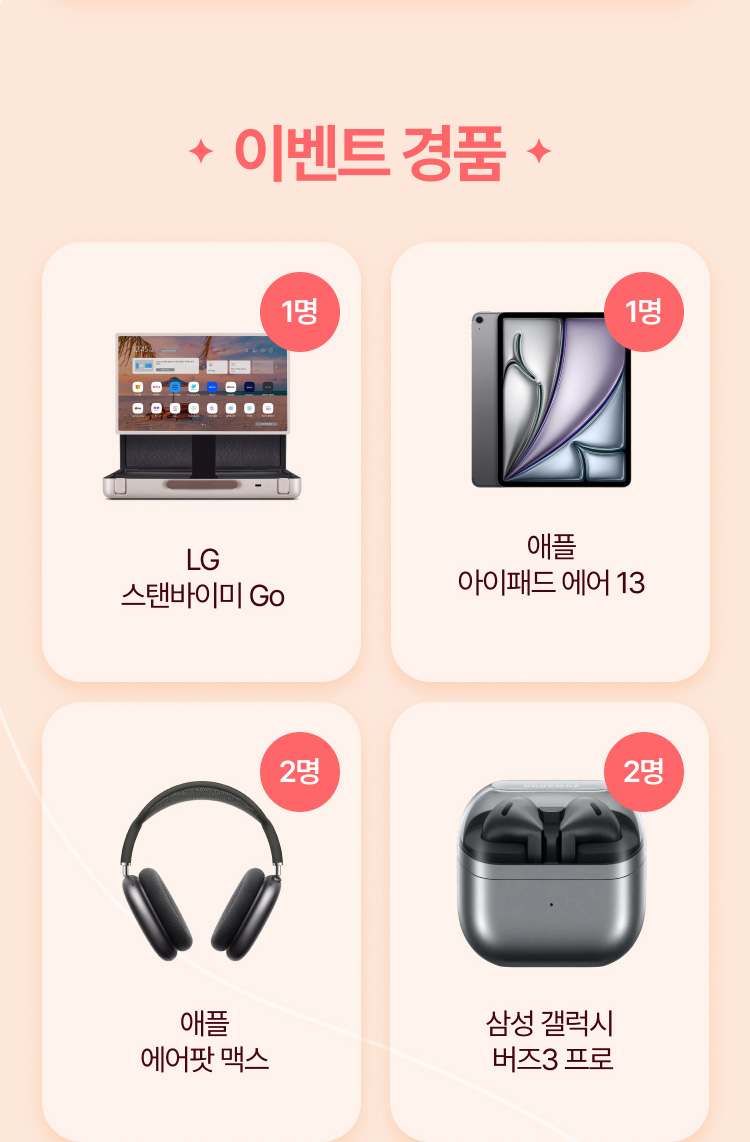 이벤트 경품
1명
LG
스탠바이미 Go
1명
애플
아이패드 에어 13
2명
애플
에어팟 맥스
2명
삼성 갤럭시
버즈3 프로